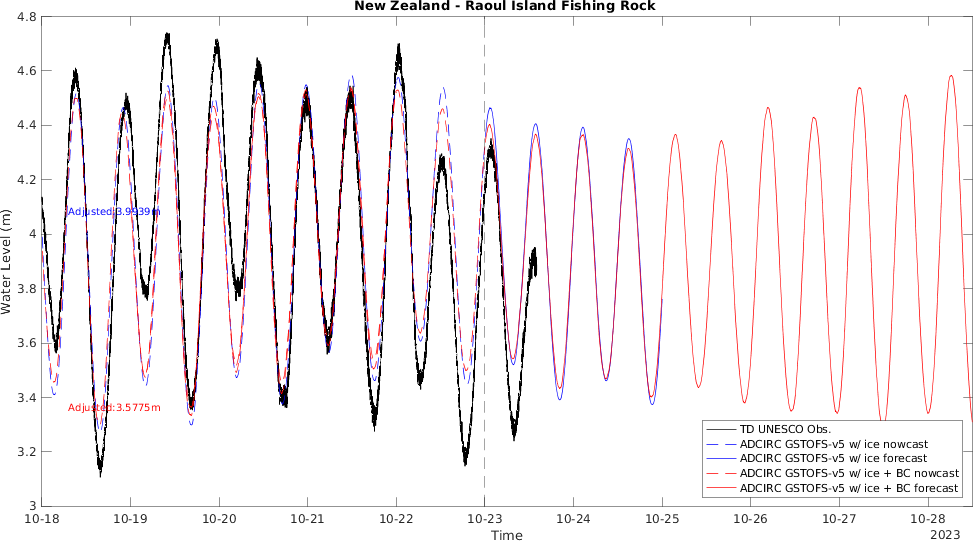 New Zealand - Raoul Island Fishing Rock
4.8
4.6
4.4
4.2
4
3.8
3.6
3.4
3.2
3
Water Level (m)
Adjusted:3.9939m
Adjusted:3.5775m
TD UNESCO Obs.
ADCIRC GSTOFS-v5 w/ ice nowcast
ADCIRC GSTOFS-v5 w/ ice forecast
ADCIRC GSTOFS-v5 w/ ice + BC nowcast
ADCIRC GSTOFS-v5 w/ ice + BC forecast
10-18 10-19 10-20 10-21 10-22 10-23 10-24 10-25 10-26 10-27 10-28
Time
2023